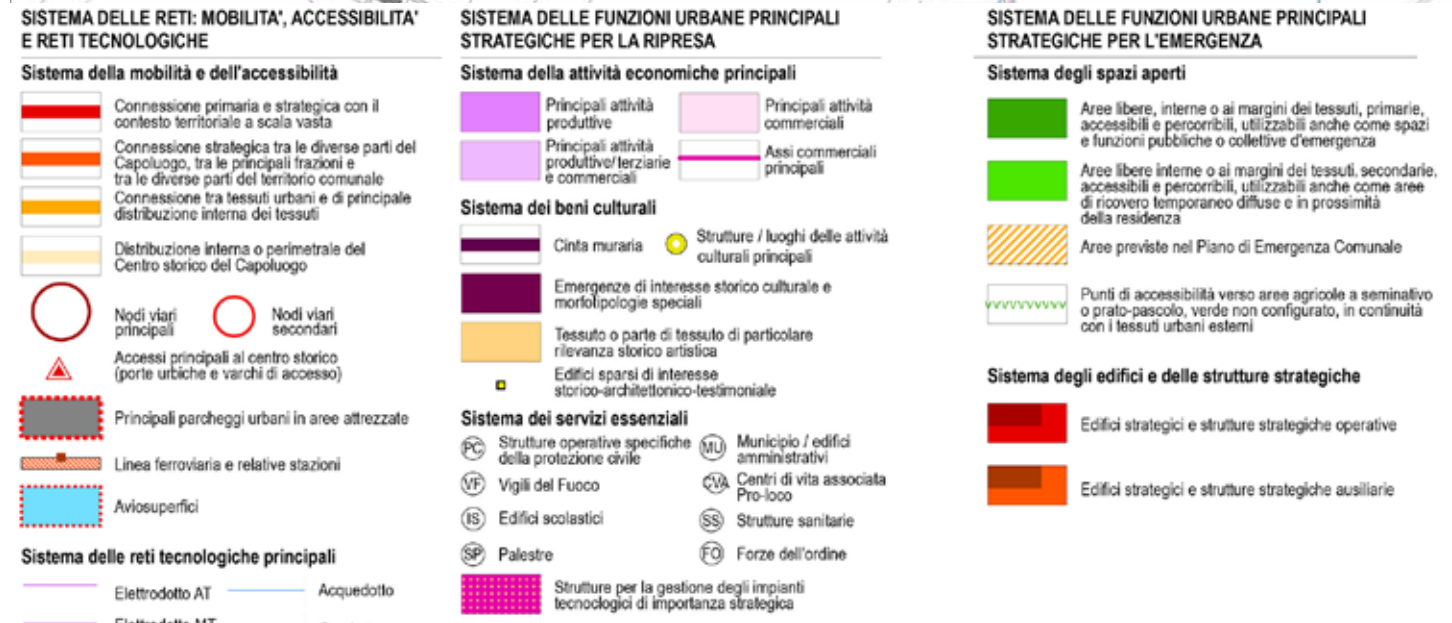 SISTEMA DELLE RETI: MOBILITA', ACCESSIBILITA'
E RETI TECNOLOGICHE
Sistema della mobilità e dell'accessibilità
Connessione primaria e strategica con il
contesto territoriale a scala vasta
Connessione strategica tra le diverse parti del
Capoluogo, tra le principali frazioni e
tra le diverse parti del territorio comunale
Connessione tra tessuti urbani e di principale
distribuzione interna dei tessuti
Distribuzione interna o perimetrale del
Centro storico del Capoluogo
Nodi viari
principali
Nodi viari
secondari
Accessi principali al centro storico
(porte urbiche e varchi di accesso)
Principali parcheggi urbani in aree attrezzate
Linea ferroviaria e relative stazioni
Aviosuperfici
Sistema delle reti tecnologiche principali
Elettrodotto AT
Acquedotto
Elettrodotto MT
SISTEMA DELLE FUNZIONI URBANE PRINCIPALI
STRATEGICHE PER LA RIPRESA
Sistema della attività economiche principali
Principali attività
produttive
Principali attività
commerciali
Principali attività
produttive/terziarie
e commerciali
Assi commerciali
principali
Sistema dei beni culturali
Cinta muraria
Strutture / luoghi delle attività
culturali principali
Emergenze di interesse storico culturale e
morfolipologie speciali
Tessuto o parte di tessuto di particolare
rilevanza storico artistica
Edifici sparsi di interesse
storico-architettonico-testimoniale
Sistema dei servizi essenziali
PC Strutture operative specifiche
della protezione civile
MU Municipio / edifici
amministrativi
VF Vigili del Fuoco
CVA Centri di vita associata
Pro-loco
IS Edifici scolastici
SS Strutture sanitarie
SP Palestre
FO Forze dell'ordine
Strutture per la gestione degli impianti
tecnoclogici di importanza strategica
SISTEMA DELLE FUNZIONI URBANE PRINCIPALI
STRATEGICHE PER L'EMERGENZA
Sistema degli spazi aperti
Aree libere, interne o ai margini dei tessuti, primarie,
accessibili e percorribili, utilizzabili anche come spazi
e funzioni pubbliche o collettive d'emergenza
Aree libere interne o ai margini dei tessuti, secondarie,
accessibili e percorribili, utilizzabili anche come aree
di ricovero temporaneo diffuse e in prossimità
della residenza
Aree previste nel Piano di Emergenza Comunale
Punti di accessibilità verso aree agricole a seminativo
o prato-pascolo, verde non configurato, in continuità
con i tessuti urbani esterni
Sistema degli edifici e delle strutture strategiche
Edifici strategici e strutture strategiche operative
Edifici strategici e strutture strategiche ausiliarie